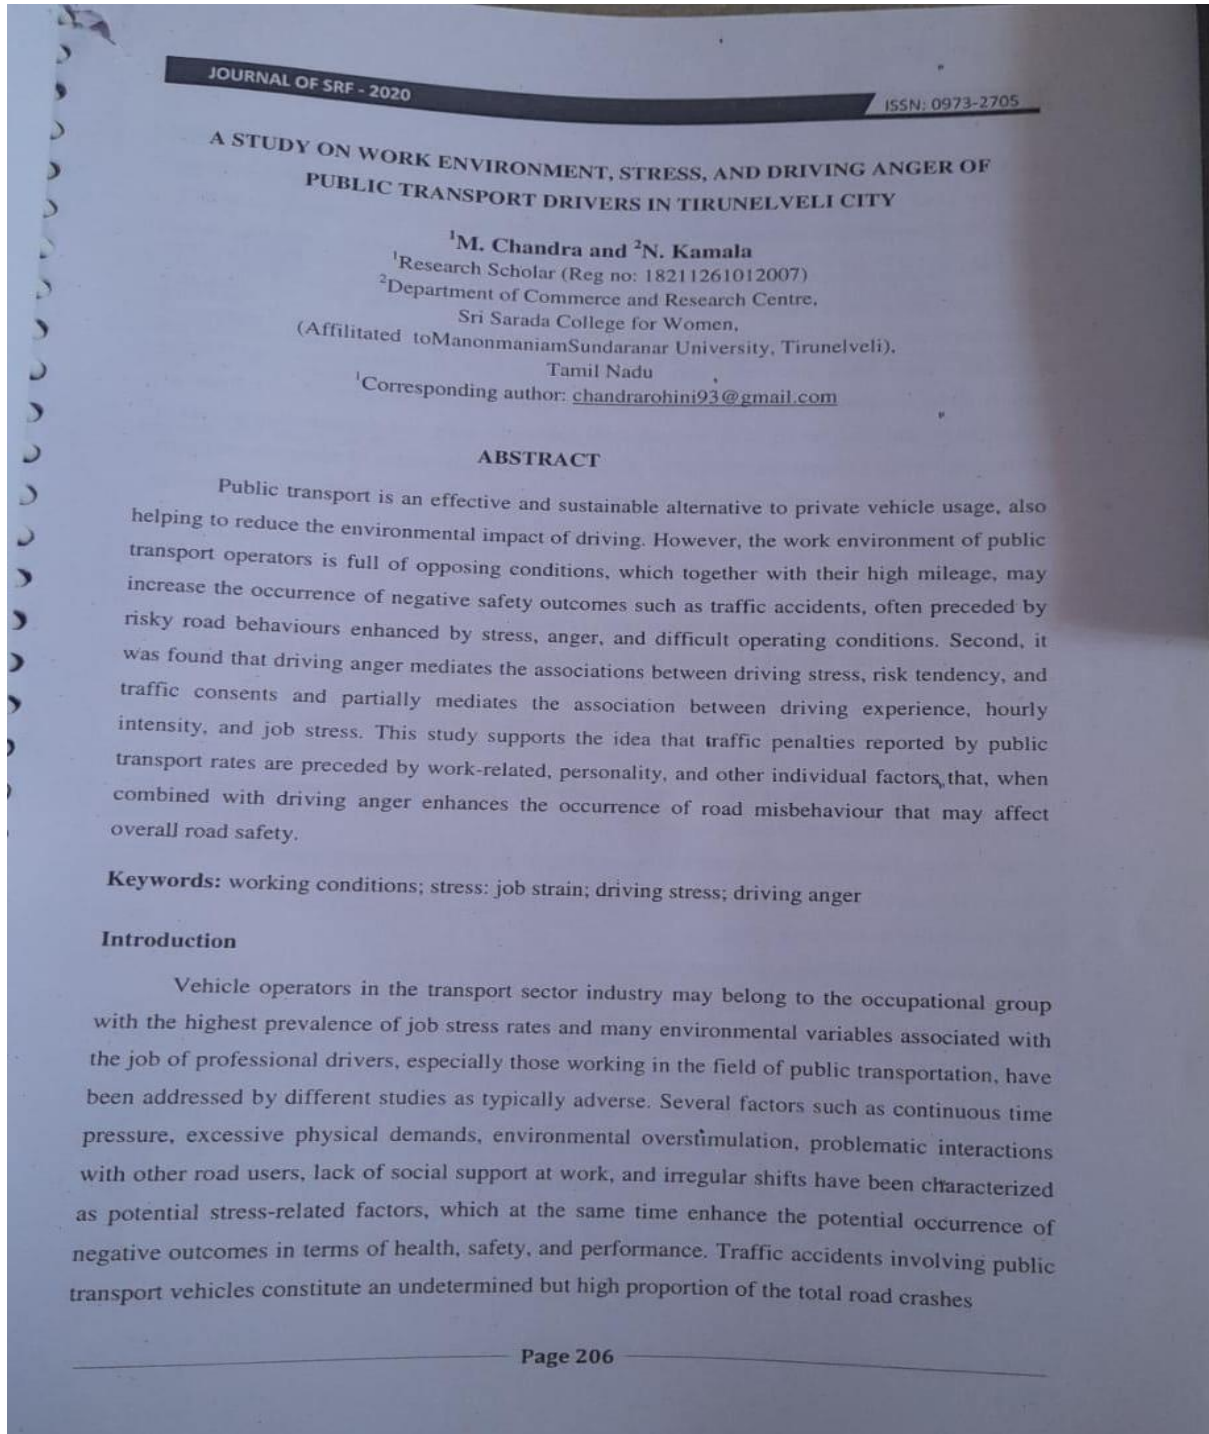 JOURNAL OF SRF - 2020
ISSN: 0973-2705
A STUDY ON WORK ENVIRONMENT, STRESS, AND DRIVING ANGER OF
PUBLIC TRANSPORT DRIVERS IN TIRUNELVELI CITY
¹M. Chandra and ²N. Kamala
¹Research Scholar (Reg no: 18211261012007)
²Department of Commerce and Research Centre,
Sri Sarada College for Women,
(Affilitated toManonmaniamSundaranar University, Tirunelveli),
Tamil Nadu
¹Corresponding author: chandrarohini93@gmail.com
ABSTRACT
Public transport is an effective and sustainable alternative to private vehicle usage, also
helping to reduce the environmental impact of driving. However, the work environment of public
transport operators is full of opposing conditions, which together with their high mileage, may
increase the occurrence of negative safety outcomes such as traffic accidents, often preceded by
risky road behaviours enhanced by stress, anger, and difficult operating conditions. Second, it
was found that driving anger mediates the associations between driving stress, risk tendency, and
traffic consents and partially mediates the association between driving experience, hourly
intensity, and job stress. This study supports the idea that traffic penalties reported by public
transport rates are preceded by work-related, personality, and other individual factors, that, when
combined with driving anger enhances the occurrence of road misbehaviour that may affect
overall road safety.
Keywords: working conditions; stress: job strain; driving stress; driving anger
Introduction
Vehicle operators in the transport sector industry may belong to the occupational group
with the highest prevalence of job stress rates and many environmental variables associated with
the job of professional drivers, especially those working in the field of public transportation, have
been addressed by different studies as typically adverse. Several factors such as continuous time
pressure, excessive physical demands, environmental overstimulation, problematic interactions
with other road users, lack of social support at work, and irregular shifts have been characterized
as potential stress-related factors, which at the same time enhance the potential occurrence of
negative outcomes in terms of health, safety, and performance. Traffic accidents involving public
transport vehicles constitute an undetermined but high proportion of the total road crashes
Page 206